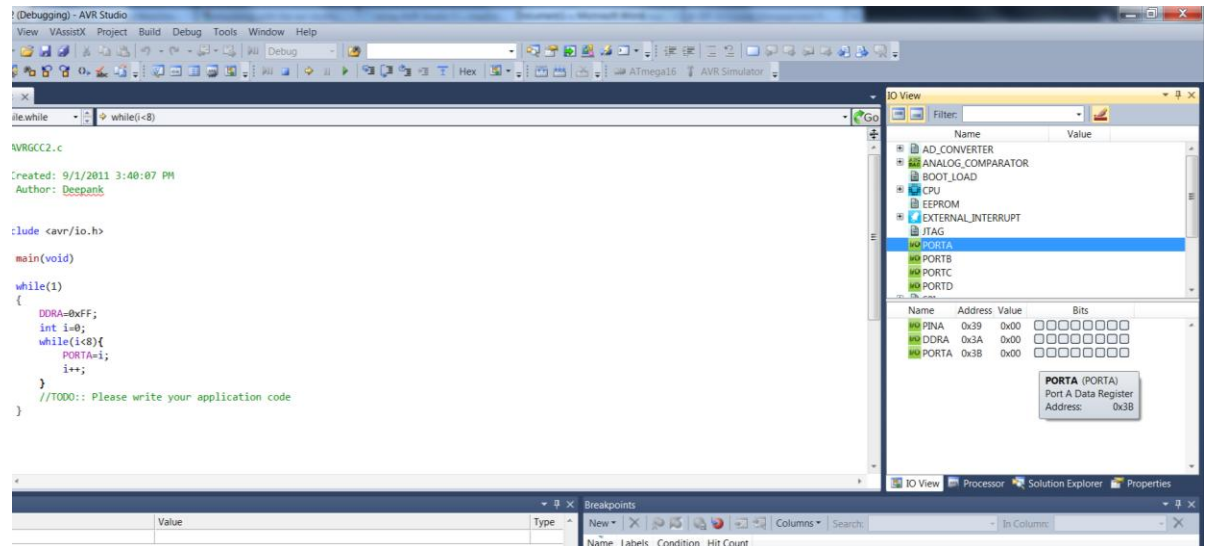 (Debugging) - AVR Studio
View VAssistX Project Build Debug Tools Window Help
Debug
Hex ATmega16 AVR Simulator
ile.while while(i<8) Go
AVRGCC2.c
Created: 9/1/2011 3:40:07 PM
Author: Deepank
clude <avr/io.h>
main(void)
while(1)
{
DDRA=0xFF;
int i=0;
while(i<8){
PORTA=i;
i++;
}
//TODO:: Please write your application code
}
IO View
Filter:
Name Value
AD_CONVERTER
ANALOG_COMPARATOR
BOOT_LOAD
CPU
EEPROM
EXTERNAL_INTERRUPT
JTAG
PORTA
PORTB
PORTC
PORTD
Name Address Value Bits
PINA 0x39 0x00
DDRA 0x3A 0x00
PORTA 0x3B 0x00
PORTA (PORTA)
Port A Data Register
Address: 0x3B
IO View Processor Solution Explorer Properties
Value Type
Breakpoints
New Columns Search: In Column:
Name Labels Condition Hit Count